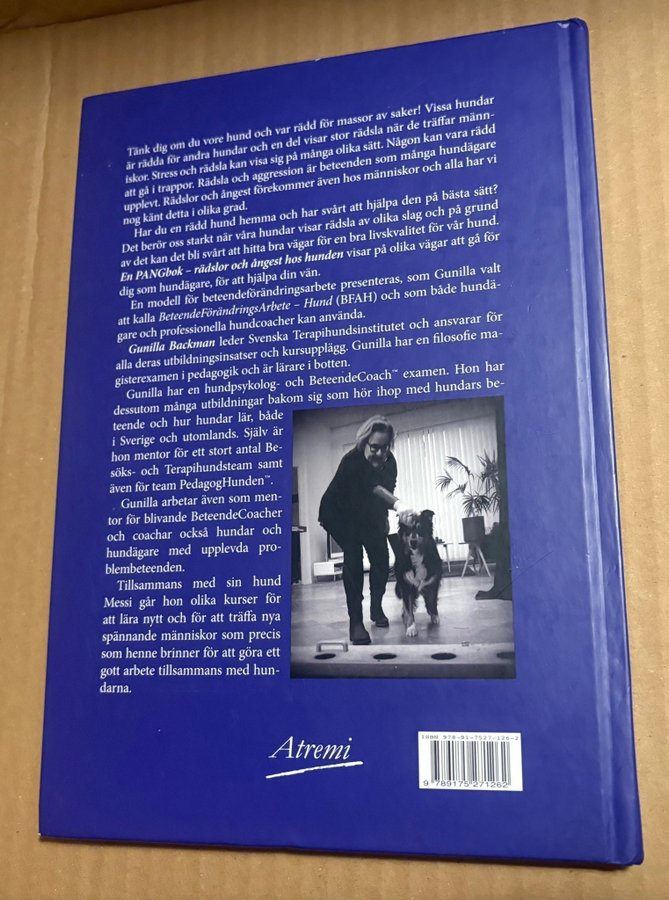 Tänk dig om du vore hund och var rädd för massor av saker! Vissa hundar
är rädda för andra hundar och en del visar stor rädsla när de träffar männ-
iskor. Stress och rädsla kan visa sig på många olika sätt. Någon kan vara rädd
att gå i trappor. Rädsla och aggression är beteenden som många hundägare
upplevt. Rädslor och ångest förekommer även hos människor och alla har vi
nog känt detta i olika grad.
Har du en rädd hund hemma och har svårt att hjälpa den på bästa sätt?
Det berör oss starkt när våra hundar visar rädsla av olika slag och på grund
av det kan det bli svårt att hitta bra vägar för en bra livskvalitet för vår hund.
En PANGbok – rädslor och ångest hos hunden visar på olika vägar att gå för
dig som hundägare, för att hjälpa din vän.
En modell för beteendeförändringsarbete presenteras, som Gunilla valt
att kalla BeteendeFörändringsArbete – Hund (BFAH) och som både hundä-
gare och professionella hundcoacher kan använda.
Gunilla Backman leder Svenska Terapihundsinstitutet och ansvarar för
alla deras utbildningsinsatser och kursupplägg. Gunilla har en filosofie ma-
gisterexamen i pedagogik och är lärare i botten.
Gunilla har en hundpsykolog- och BeteendeCoach™ examen. Hon har
dessutom många utbildningar bakom sig som hör ihop med hundars be-
teende och hur hundar lär, både
i Sverige och utomlands. Själv är
hon mentor för ett stort antal Be-
söks- och Terapihundsteam samt
även för team PedagogHunden™.
Gunilla arbetar även som men-
tor för blivande BeteendeCoacher
och coachar också hundar och
hundägare med upplevda pro-
blembeteenden.
Tillsammans med sin hund
Messi går hon olika kurser för
att lära nytt och för att träffa nya
spännande människor som precis
som henne brinner för att göra ett
gott arbete tillsammans med hun-
darna.
Atremi
ISBN 978-91-7527-126-2
9 789175 271262